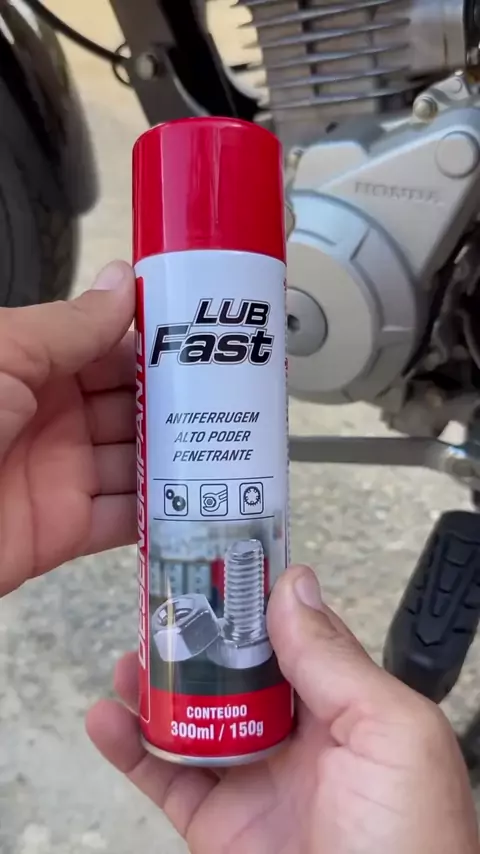 HONDA
LUB
Fast
ANTIFERRUGEM
ALTO PODER
PENETRANTE
DESENGRIPANTE
CONTEÚDO
300ml / 150g